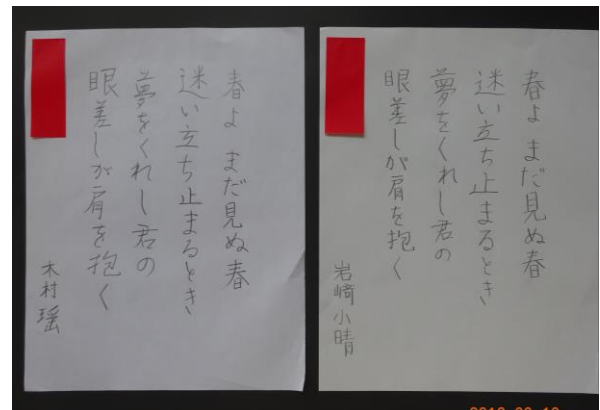 春よ まだ見ぬ春
迷い立ち止まるとき
夢をくれし君の
眼差しが肩を抱く
木村瑶
春よ まだ見ぬ春
迷い立ち止まるとき
夢をくれし君の
眼差しが肩を抱く
岩崎小晴